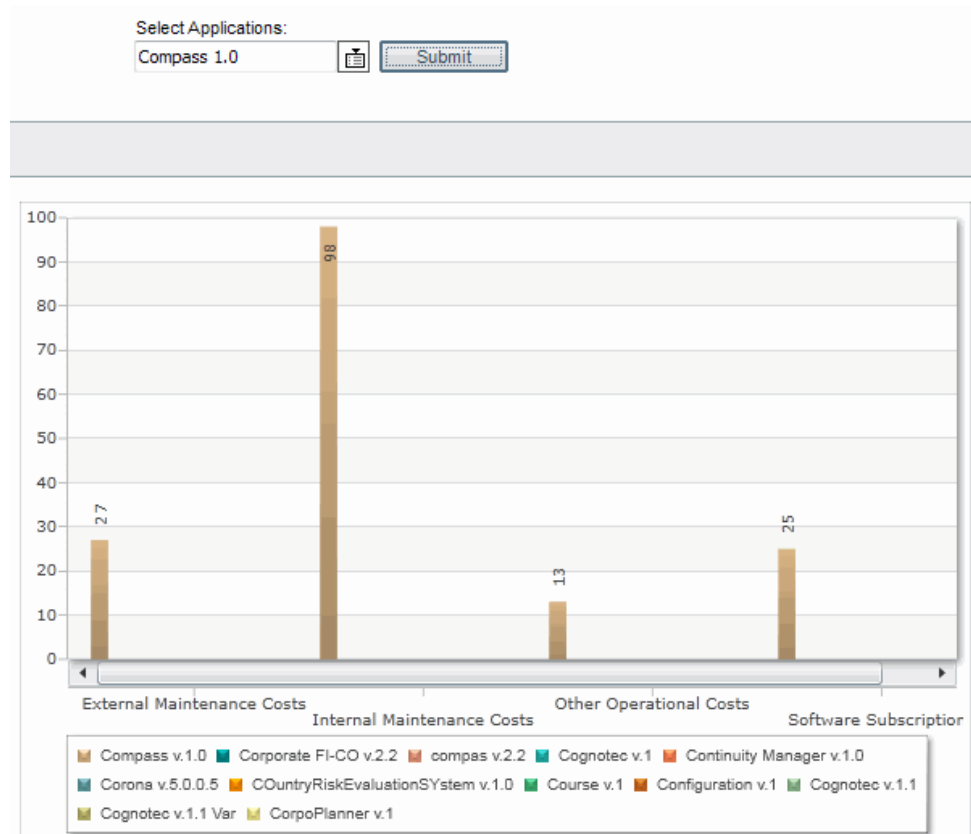 Select Applications:
Compass 1.0 Submit
100
90
80
70
60
50
40
30
20
10
0
27
98
13
25
External Maintenance Costs
Internal Maintenance Costs
Other Operational Costs
Software Subscription
Compass v.1.0 Corporate FI-CO v.2.2 compas v.2.2 Cognotec v.1 Continuity Manager v.1.0
Corona v.5.0.0.5 COuntryRiskEvaluationSYstem v.1.0 Course v.1 Configuration v.1 Cognotec v.1.1
Cognotec v.1.1 Var CorpoPlanner v.1